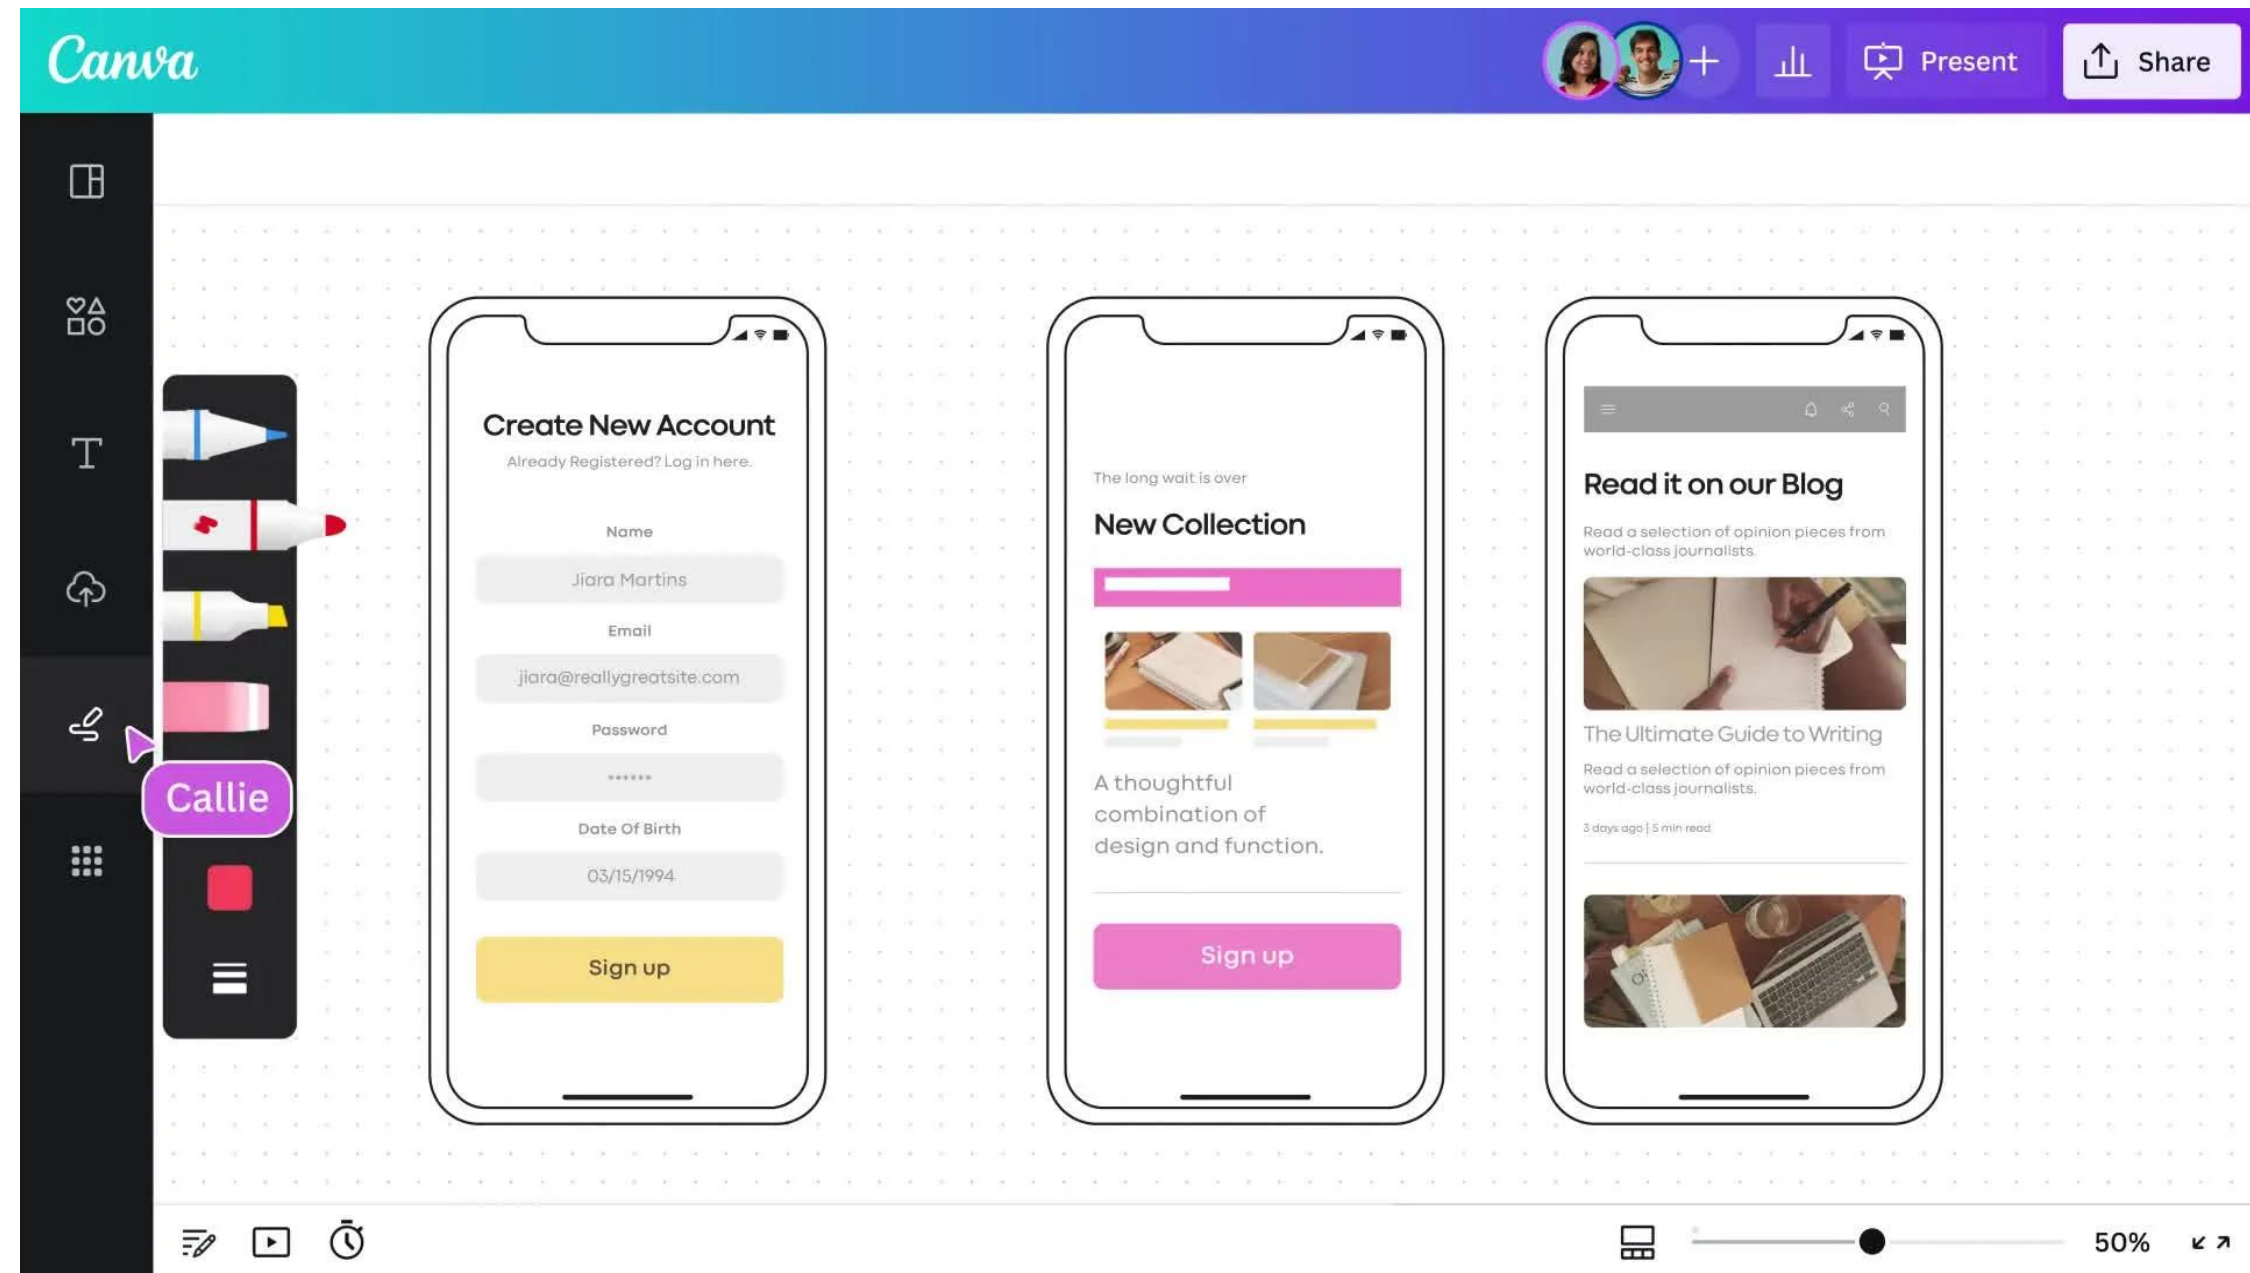 Canva
Present
Share
Callie
Create New Account
Already Registered? Log in here.
Name
Jiara Martins
Email
jiara@reallygreatsite.com
Password
******
Date Of Birth
03/15/1994
Sign up
The long wait is over
New Collection
A thoughtful
combination of
design and function.
Sign up
Read it on our Blog
Read a selection of opinion pieces from
world-class journalists.
The Ultimate Guide to Writing
Read a selection of opinion pieces from
world-class journalists.
3 days ago | 5 min read
50%